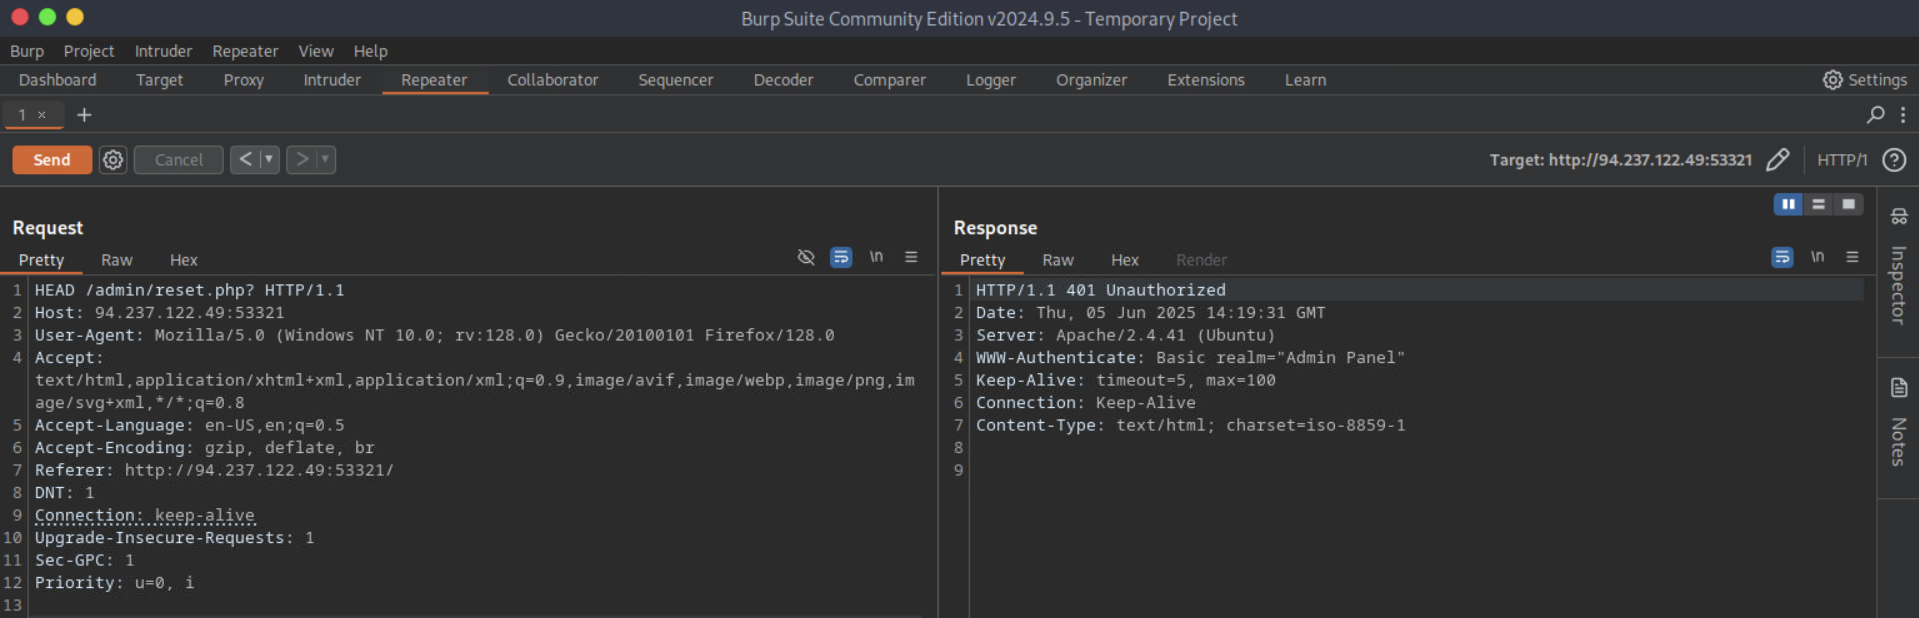 Burp Suite Community Edition v2024.9.5 - Temporary Project
Burp Project Intruder Repeater View Help
Dashboard Target Proxy Intruder Repeater Collaborator Sequencer Decoder Comparer Logger Organizer Extensions Learn Settings
1 × +
Send Cancel < > Target: http://94.237.122.49:53321 HTTP/1 ?
Request
Pretty Raw Hex \n
1 HEAD /admin/reset.php? HTTP/1.1
2 Host: 94.237.122.49:53321
3 User-Agent: Mozilla/5.0 (Windows NT 10.0; rv:128.0) Gecko/20100101 Firefox/128.0
4 Accept:
text/html,application/xhtml+xml,application/xml;q=0.9,image/avif,image/webp,image/png,im
age/svg+xml,*/*;q=0.8
5 Accept-Language: en-US,en;q=0.5
6 Accept-Encoding: gzip, deflate, br
7 Referer: http://94.237.122.49:53321/
8 DNT: 1
9 Connection: keep-alive
10 Upgrade-Insecure-Requests: 1
11 Sec-GPC: 1
12 Priority: u=0, i
13
Response
Pretty Raw Hex Render \n
1 HTTP/1.1 401 Unauthorized
2 Date: Thu, 05 Jun 2025 14:19:31 GMT
3 Server: Apache/2.4.41 (Ubuntu)
4 WWW-Authenticate: Basic realm="Admin Panel"
5 Keep-Alive: timeout=5, max=100
6 Connection: Keep-Alive
7 Content-Type: text/html; charset=iso-8859-1
8
9
Inspector
Notes